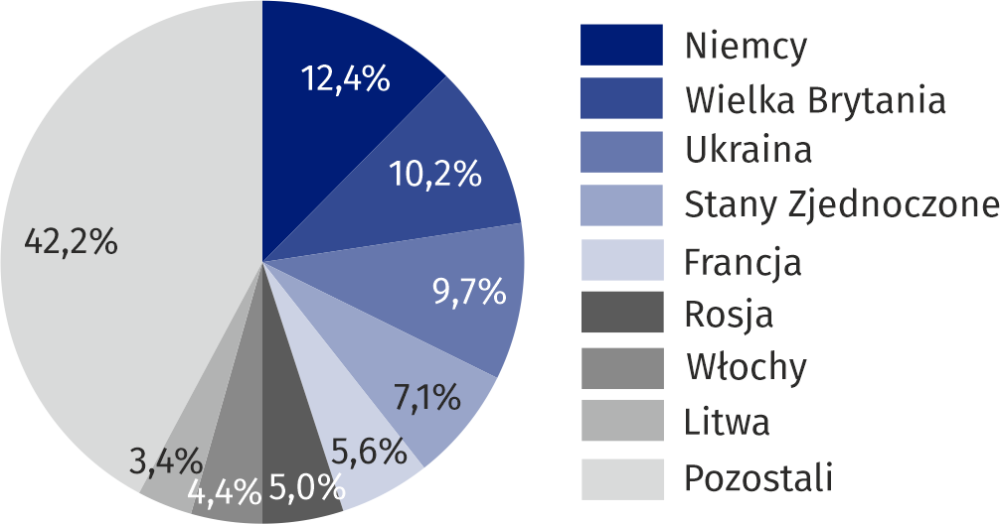 12,4%
10,2%
9,7%
7,1%
5,6%
5,0%
4,4%
3,4%
42,2%
Niemcy
Wielka Brytania
Ukraina
Stany Zjednoczone
Francja
Rosja
Włochy
Litwa
Pozostali